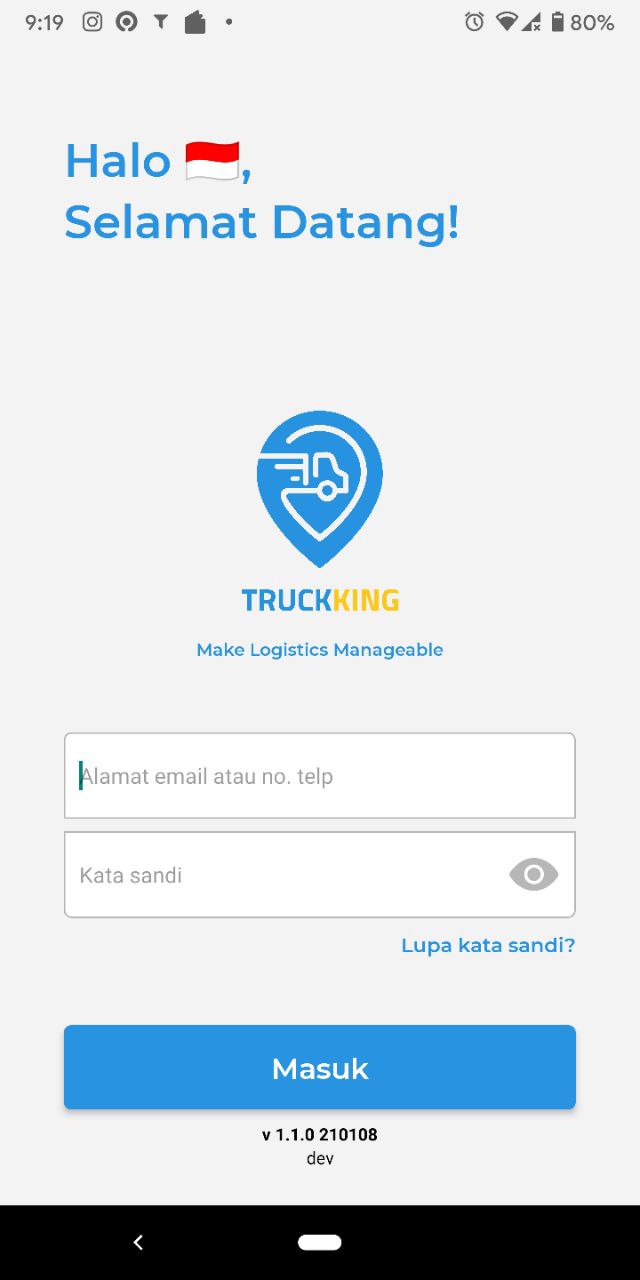 9:19
80%
Halo 🇮🇩,
Selamat Datang!
TRUCKKING
Make Logistics Manageable
Alamat email atau no. telp
Kata sandi
Lupa kata sandi?
Masuk
v 1.1.0 210108
dev